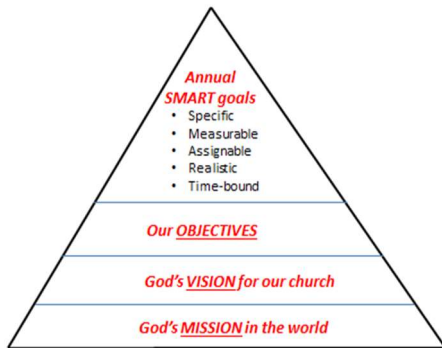 Annual
SMART goals
• Specific
• Measurable
• Assignable
• Realistic
• Time-bound
Our OBJECTIVES
God's VISION for our church
God's MISSION in the world